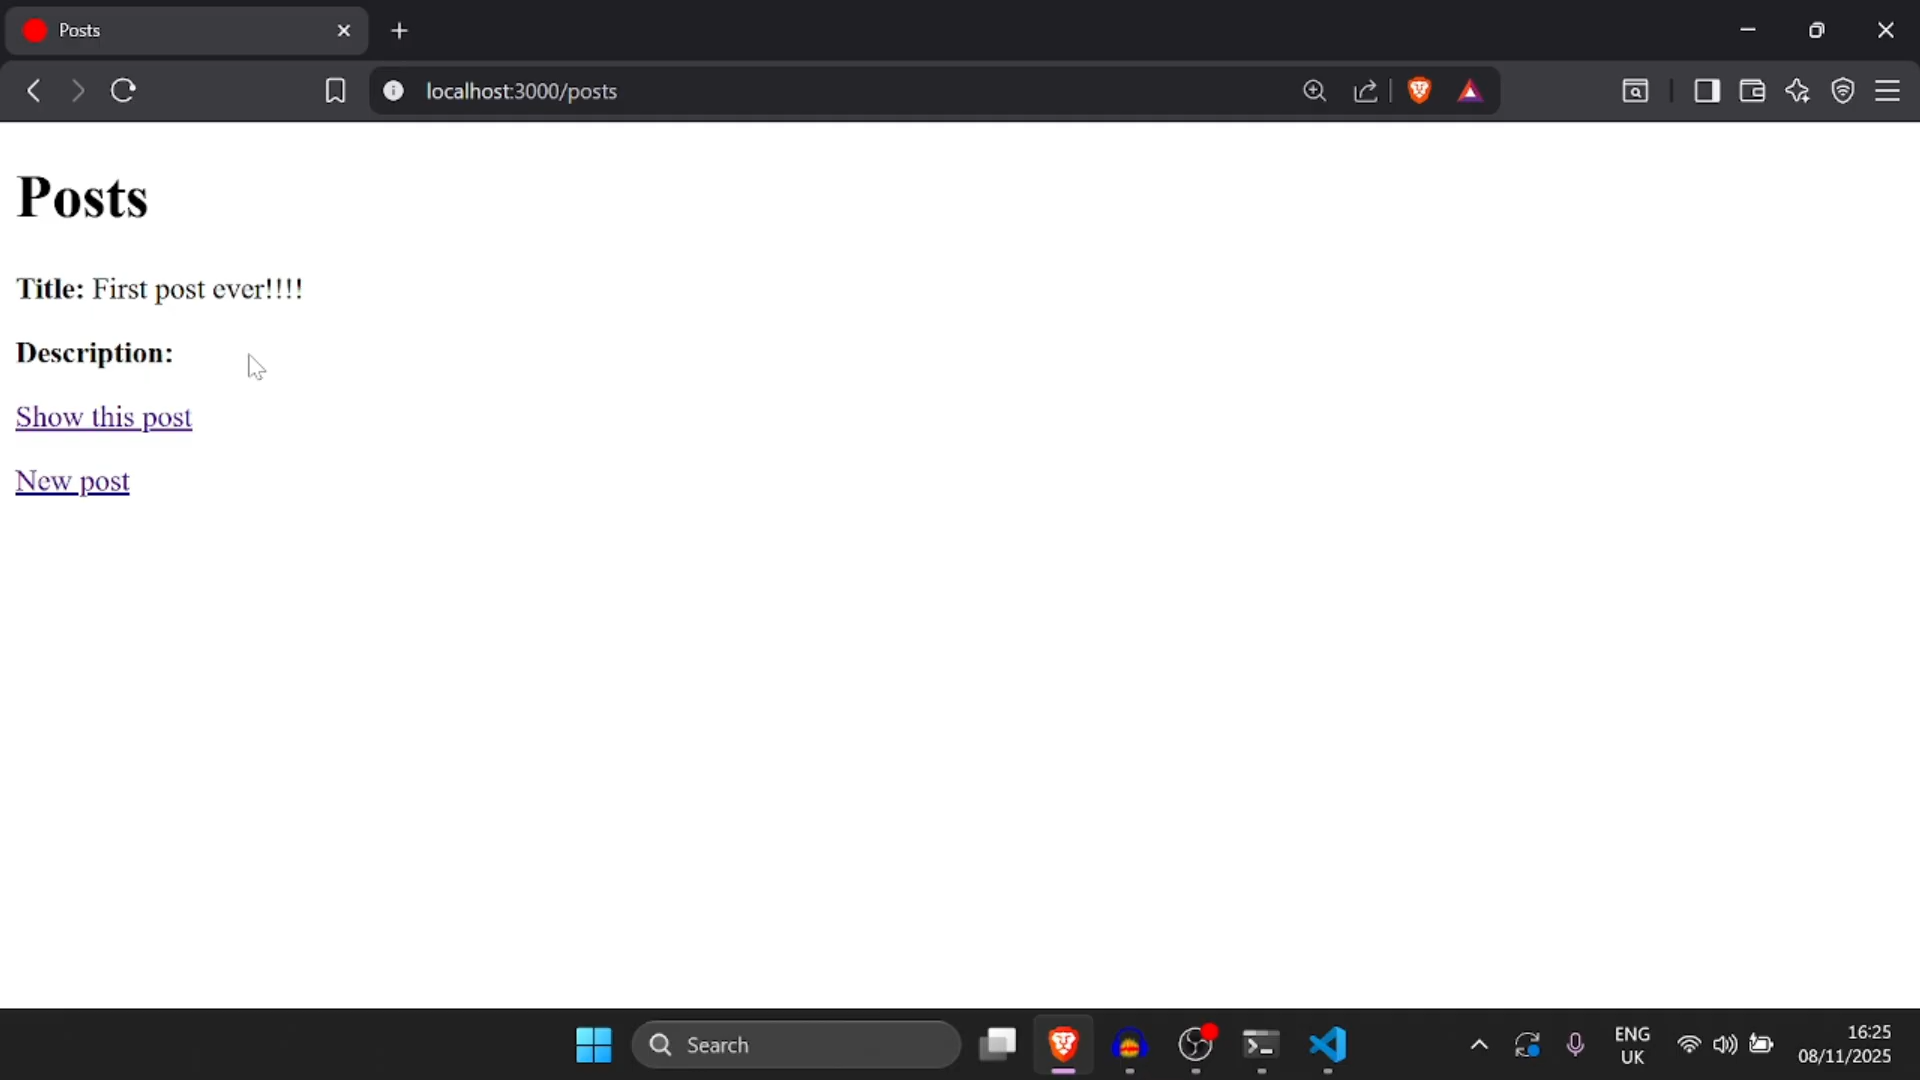 Posts
localhost:3000/posts
Posts
Title: First post ever!!!!
Description:
Show this post
New post
Search
ENG
UK
16:25
08/11/2025